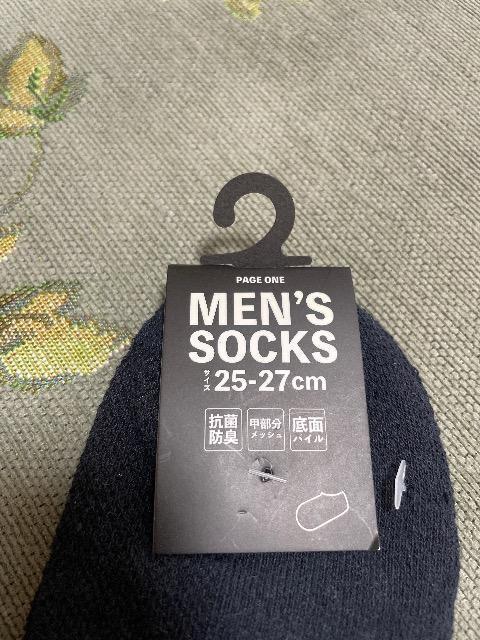 PAGE ONE
MEN'S
SOCKS
サイズ 25-27cm
抗菌
防臭
甲部分
メッシュ
底面
パイル